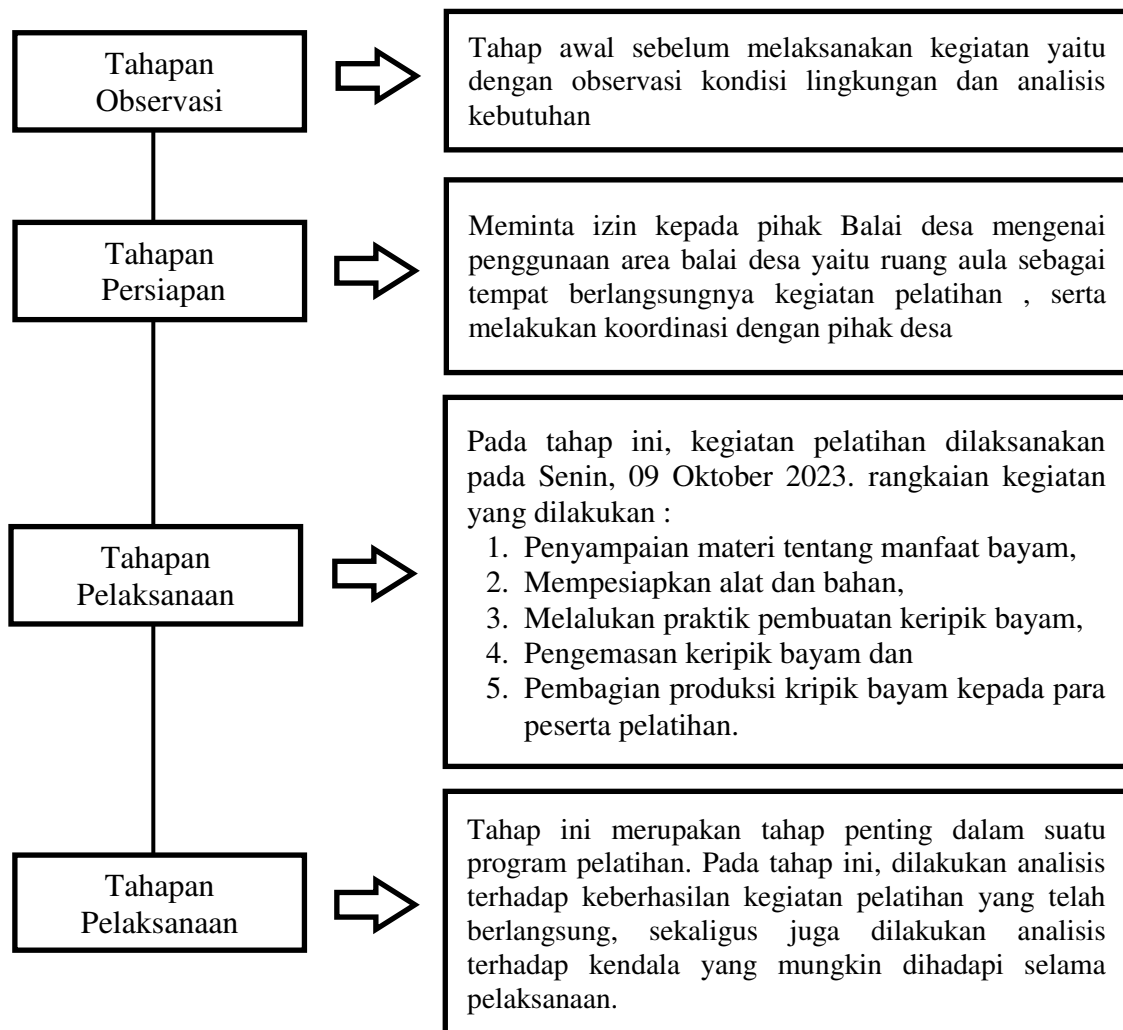 Tahapan
Observasi
Tahap awal sebelum melaksanakan kegiatan yaitu
dengan observasi kondisi lingkungan dan analisis
kebutuhan
Tahapan
Persiapan
Meminta izin kepada pihak Balai desa mengenai
penggunaan area balai desa yaitu ruang aula sebagai
tempat berlangsungnya kegiatan pelatihan , serta
melakukan koordinasi dengan pihak desa
Tahapan
Pelaksanaan
Pada tahap ini, kegiatan pelatihan dilaksanakan
pada Senin, 09 Oktober 2023. rangkaian kegiatan
yang dilakukan :
1. Penyampaian materi tentang manfaat bayam,
2. Mempesiapkan alat dan bahan,
3. Melalukan praktik pembuatan keripik bayam,
4. Pengemasan keripik bayam dan
5. Pembagian produksi kripik bayam kepada para
peserta pelatihan.
Tahapan
Pelaksanaan
Tahap ini merupakan tahap penting dalam suatu
program pelatihan. Pada tahap ini, dilakukan analisis
terhadap keberhasilan kegiatan pelatihan yang telah
berlangsung, sekaligus juga dilakukan analisis
terhadap kendala yang mungkin dihadapi selama
pelaksanaan.